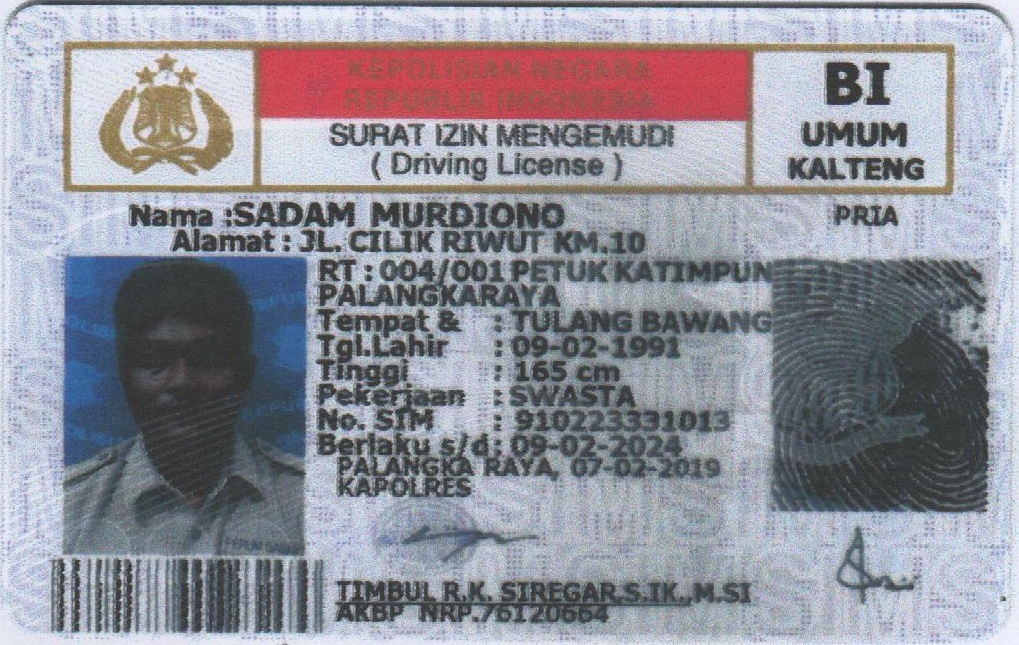 KEPOLISIAN NEGARA
REPUBLIK INDONESIA
SURAT IZIN MENGEMUDI
( Driving License )
BI
UMUM
KALTENG
Nama :SADAM MURDIONO
PRIA
Alamat : JL. CILIK RIWUT KM.10
RT : 004/001 PETUK KATIMPUN
PALANGKARAYA
Tempat & : TULANG BAWANG
Tgl.Lahir : 09-02-1991
Tinggi : 165 cm
Pekerjaan : SWASTA
No. SIM : 910223331013
Berlaku s/d: 09-02-2024
PALANGKA RAYA, 07-02-2019
KAPOLRES
TIMBUL R.K. SIREGAR,S.IK.,M.SI
AKBP NRP.76120664